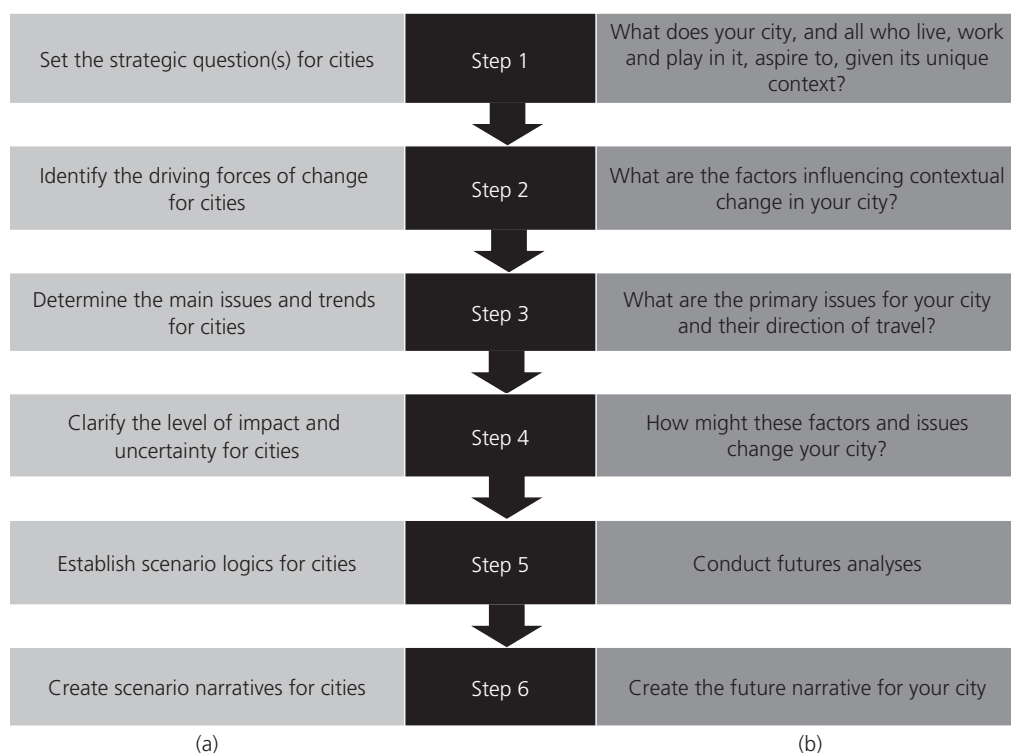 Set the strategic question(s) for cities
Step 1
What does your city, and all who live, work
and play in it, aspire to, given its unique
context?
Identify the driving forces of change
for cities
Step 2
What are the factors influencing contextual
change in your city?
Determine the main issues and trends
for cities
Step 3
What are the primary issues for your city
and their direction of travel?
Clarify the level of impact and
uncertainty for cities
Step 4
How might these factors and issues
change your city?
Establish scenario logics for cities
Step 5
Conduct futures analyses
Create scenario narratives for cities
Step 6
Create the future narrative for your city
(a)
(b)